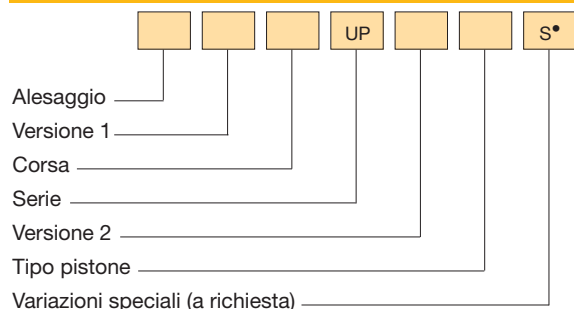 UP S•
Alesaggio
Versione 1
Corsa
Serie
Versione 2
Tipo pistone
Variazioni speciali (a richiesta)